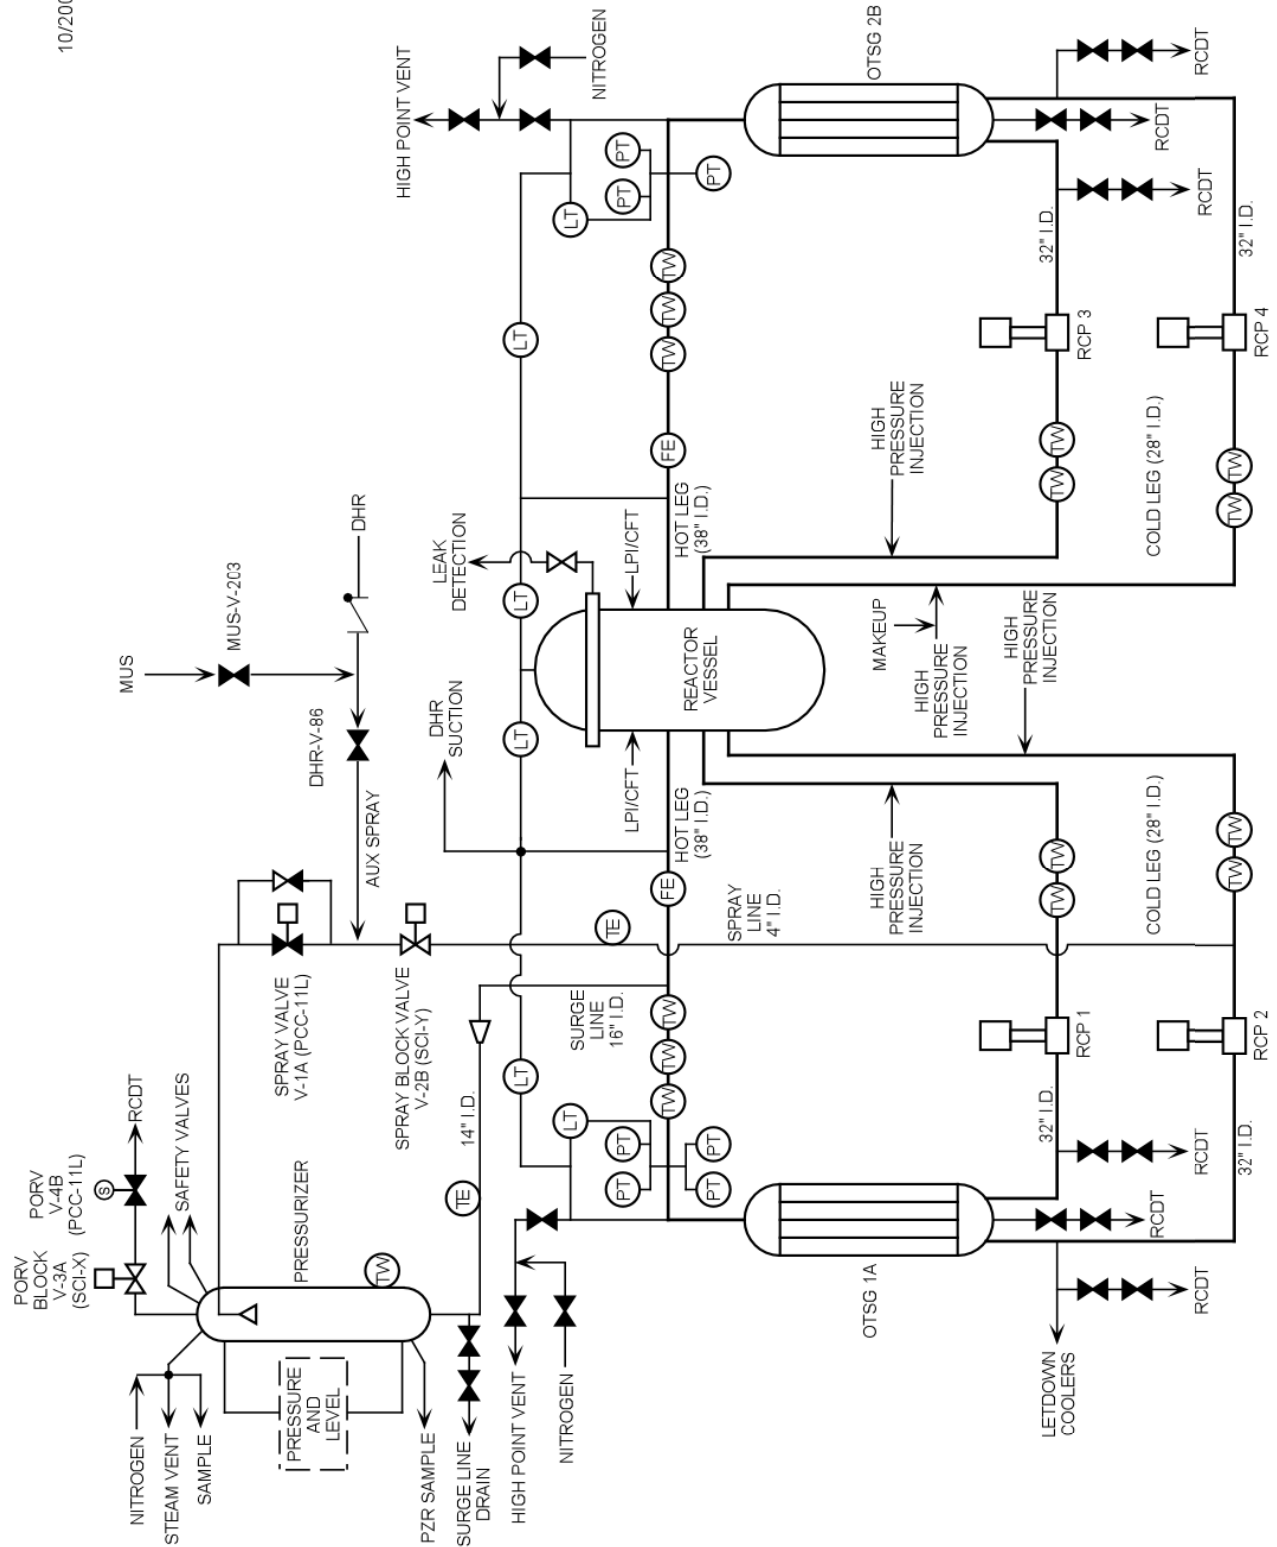 10/200
PORV
BLOCK
V-3A
(SCI-X)
PORV
V-4B
(PCC-11L)
S
RCDT
SAFETY VALVES
NITROGEN
STEAM VENT
SAMPLE
PRESSURE
AND
LEVEL
PRESSURIZER
TW
PZR SAMPLE
SURGE LINE
DRAIN
TE
14" I.D.
SPRAY VALVE
V-1A (PCC-11L)
SPRAY BLOCK VALVE
V-2B (SCI-Y)
AUX SPRAY
DHR-V-86
MUS
MUS-V-203
DHR
HIGH POINT VENT
NITROGEN
LT
LT
PT
PT
PT
PT
SURGE
LINE
16" I.D.
TE
TW
TW
TW
SPRAY
LINE
4" I.D.
FE
HOT LEG
(38" I.D.)
DHR
SUCTION
LT
LT
LPI/CFT
LPI/CFT
REACTOR
VESSEL
LEAK
DETECTION
HOT LEG
(38" I.D.)
FE
TW
TW
TW
LT
LT
PT
PT
PT
HIGH POINT VENT
NITROGEN
OTSG 1A
LETDOWN
COOLERS
RCDT
RCDT
RCDT
32" I.D.
32" I.D.
RCP 1
RCP 2
TW
TW
TW
TW
COLD LEG (28" I.D.)
HIGH
PRESSURE
INJECTION
HIGH
PRESSURE
INJECTION
MAKEUP
HIGH
PRESSURE
INJECTION
HIGH
PRESSURE
INJECTION
TW
TW
TW
TW
COLD LEG (28" I.D.)
RCP 3
RCP 4
32" I.D.
32" I.D.
RCDT
RCDT
RCDT
OTSG 2B